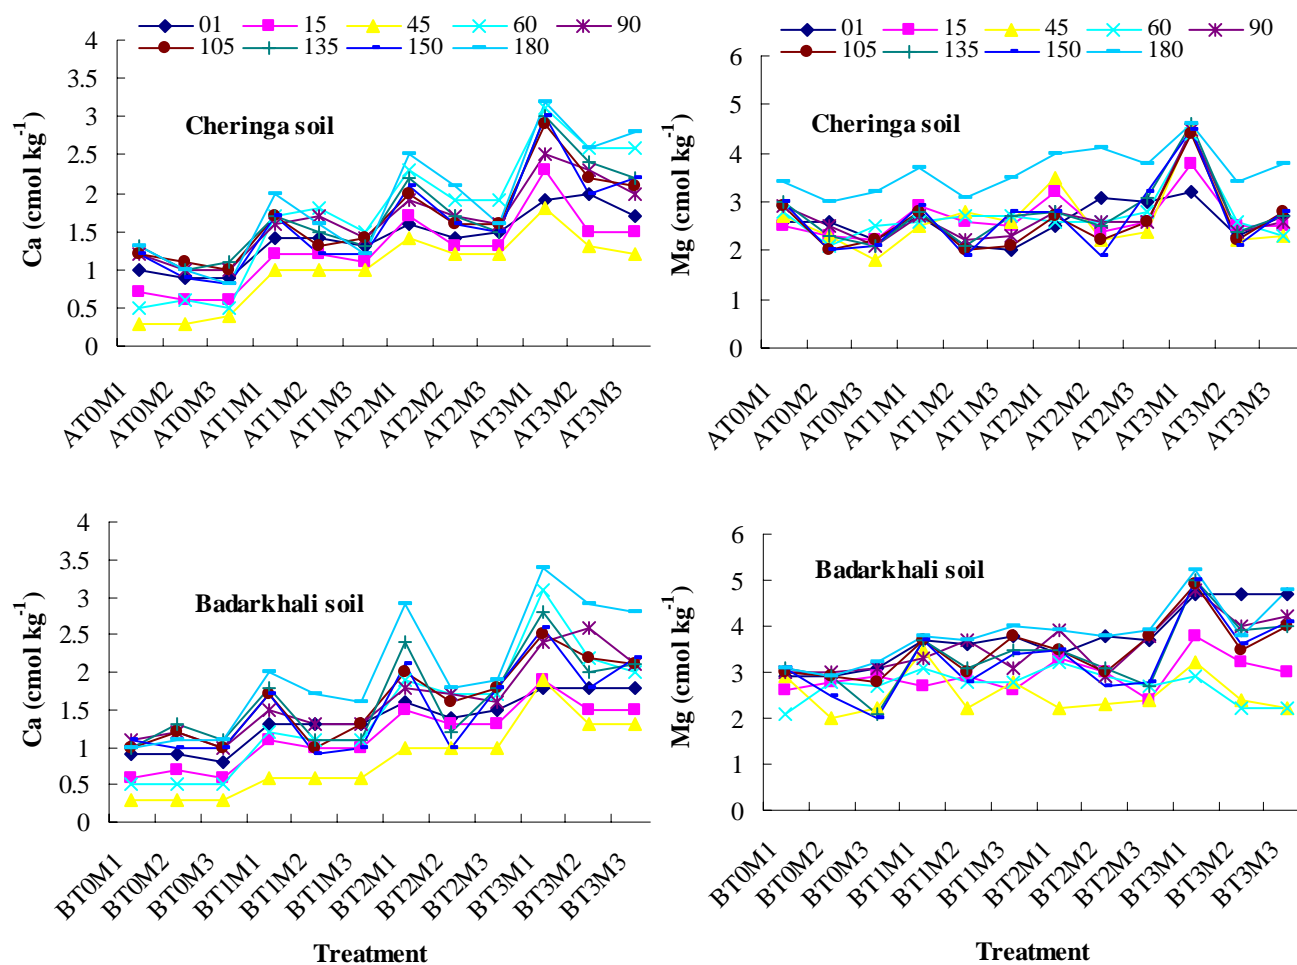 01 15 45 60 90
105 135 150 180
4
3.5
3
2.5
2
1.5
1
0.5
0
Ca (cmol kg-1)
Cheringa soil
AT0M1 AT0M2 AT0M3 AT1M1 AT1M2 AT1M3 AT2M1 AT2M2 AT2M3 AT3M1 AT3M2 AT3M3
01 15 45 60 90
105 135 150 180
6
5
4
3
2
1
0
Mg (cmol kg-1)
Cheringa soil
AT0M1 AT0M2 AT0M3 AT1M1 AT1M2 AT1M3 AT2M1 AT2M2 AT2M3 AT3M1 AT3M2 AT3M3
4
3.5
3
2.5
2
1.5
1
0.5
0
Ca (cmol kg-1)
Badarkhali soil
BT0M1 BT0M2 BT0M3 BT1M1 BT1M2 BT1M3 BT2M1 BT2M2 BT2M3 BT3M1 BT3M2 BT3M3
Treatment
6
5
4
3
2
1
0
Mg (cmol kg-1)
Badarkhali soil
BT0M1 BT0M2 BT0M3 BT1M1 BT1M2 BT1M3 BT2M1 BT2M2 BT2M3 BT3M1 BT3M2 BT3M3
Treatment